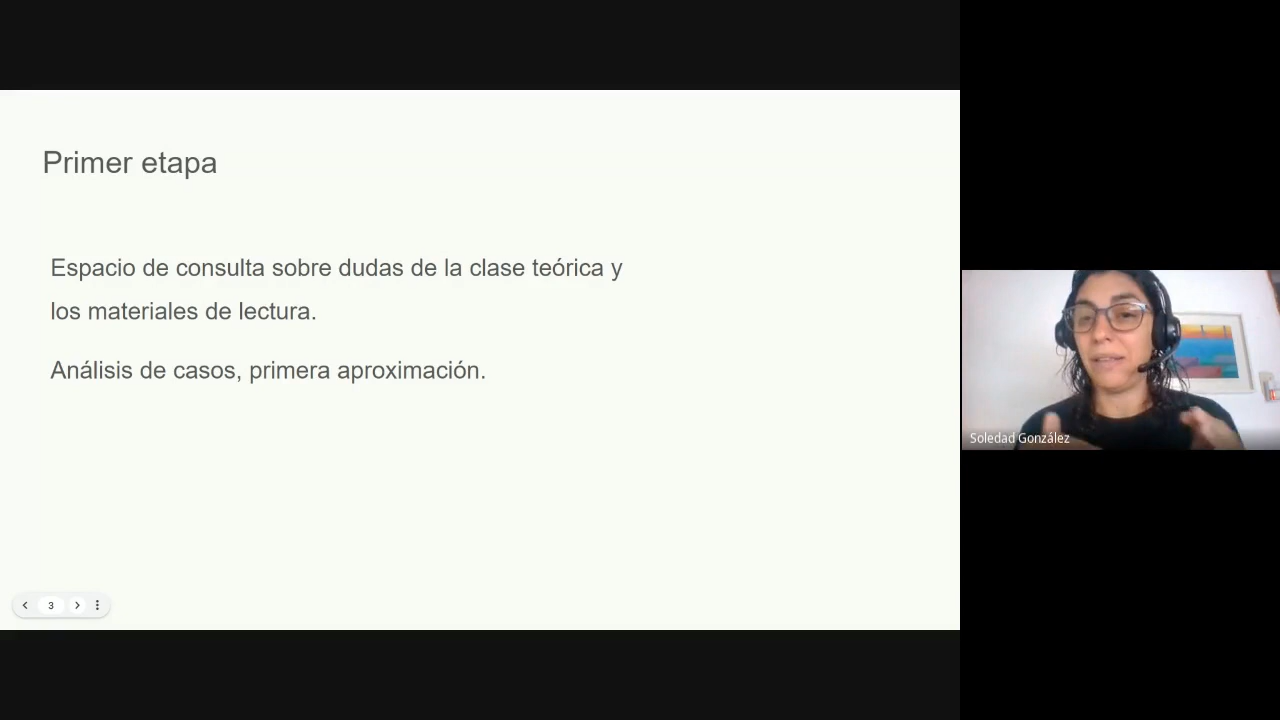 Primer etapa
Espacio de consulta sobre dudas de la clase teórica y
los materiales de lectura.
Análisis de casos, primera aproximación.
3
Soledad González